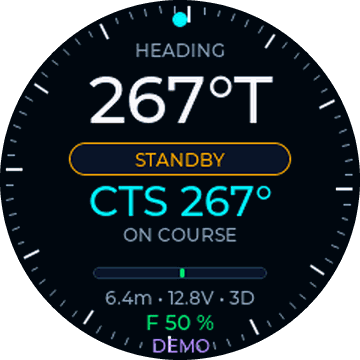 HEADING
267°T
STANDBY
CTS 267°
ON COURSE
6.4m · 12.8V · 3D
F 50 %
DEMO